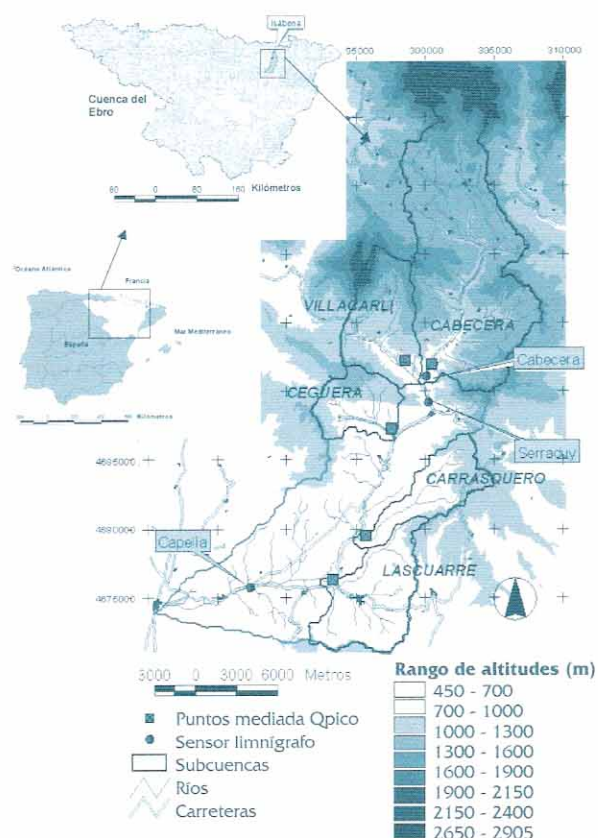 Isábena
Cuenca del
Ebro
80 0 80 160 Kilómetros
Océano Atlántico
Francia
España
Mar Mediterráneo
Kilómetros
95000 300000 305000 310000
VILLACARLI
CABECERA
Cabecera
CEGUERA
Serraduy
4685000
CARRASQUERO
4680000
Capella
LASCUARRE
4675000
3000 0 3000 6000 Metros
Puntos mediada Qpico
Sensor limnígrafo
Subcuencas
Ríos
Carreteras
Rango de altitudes (m)
450 - 700
700 - 1000
1000 - 1300
1300 - 1600
1600 - 1900
1900 - 2150
2150 - 2400
2650 - 2905